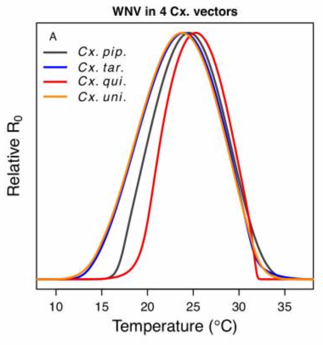 WNV in 4 Cx. vectors
A
Cx. pip.
Cx. tar.
Cx. qui.
Cx. uni.
Relative R0
10 15 20 25 30 35
Temperature (°C)